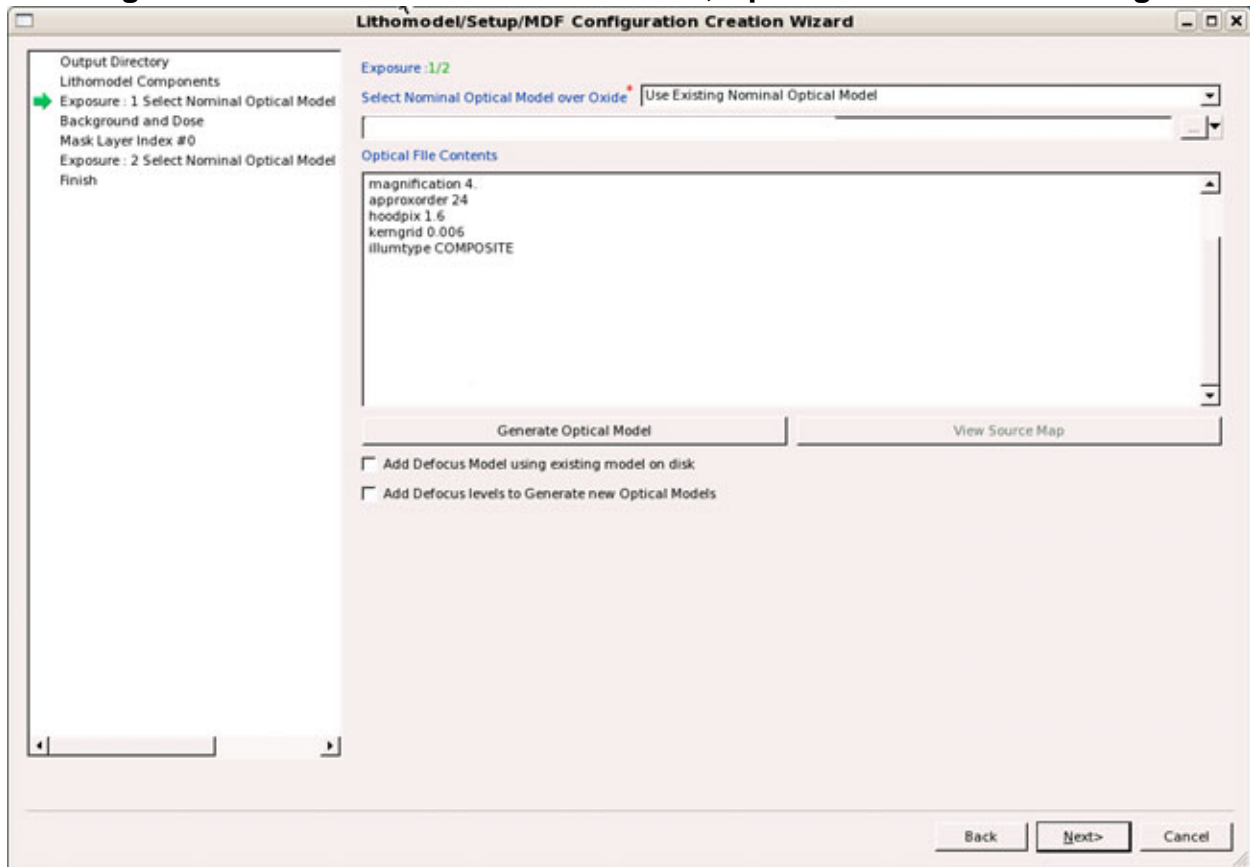 Lithomodel/Setup/MDF Configuration Creation Wizard
Output Directory
Lithomodel Components
Exposure : 1 Select Nominal Optical Model
Background and Dose
Mask Layer Index #0
Exposure : 2 Select Nominal Optical Model
Finish
Exposure :1/2
Select Nominal Optical Model over Oxide* Use Existing Nominal Optical Model
...
Optical File Contents
magnification 4.
approxorder 24
hoodpix 1.6
kerngrid 0.006
illumtype COMPOSITE
Generate Optical Model View Source Map
Add Defocus Model using existing model on disk
Add Defocus levels to Generate new Optical Models
Back Next> Cancel